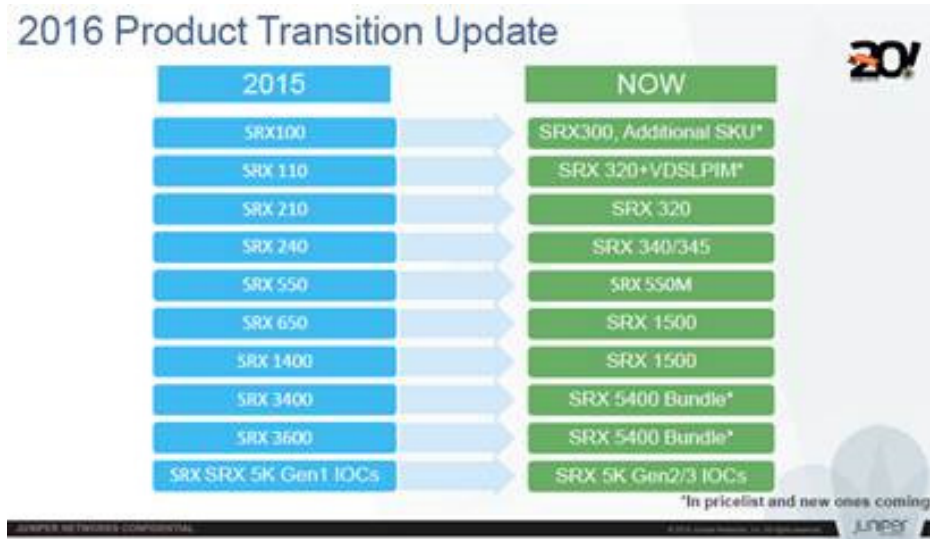 2016 Product Transition Update
20!
2015 NOW
SRX100 SRX300, Additional SKU*
SRX 110 SRX 320+VDSLPIM*
SRX 210 SRX 320
SRX 240 SRX 340/345
SRX 550 SRX 550M
SRX 650 SRX 1500
SRX 1400 SRX 1500
SRX 3400 SRX 5400 Bundle*
SRX 3600 SRX 5400 Bundle*
SRX SRX 5K Gen1 IOCs SRX 5K Gen2/3 IOCs
*In pricelist and new ones coming
JUNIPER NETWORKS CONFIDENTIAL
JUNIPER